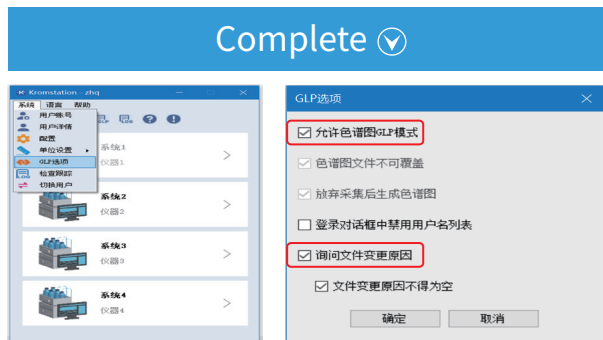 Complete
Kromstation - zhq
系统 语言 帮助
用户账号
用户详情
配置
单位设置
GLP选项
检查跟踪
切换用户
系统1
仪器1
系统2
仪器2
系统3
仪器3
系统4
仪器4
GLP选项
允许色谱图GLP模式
色谱图文件不可覆盖
放弃采集后生成色谱图
登录对话框中禁用用户名列表
询问文件变更原因
文件变更原因不得为空
确定 取消